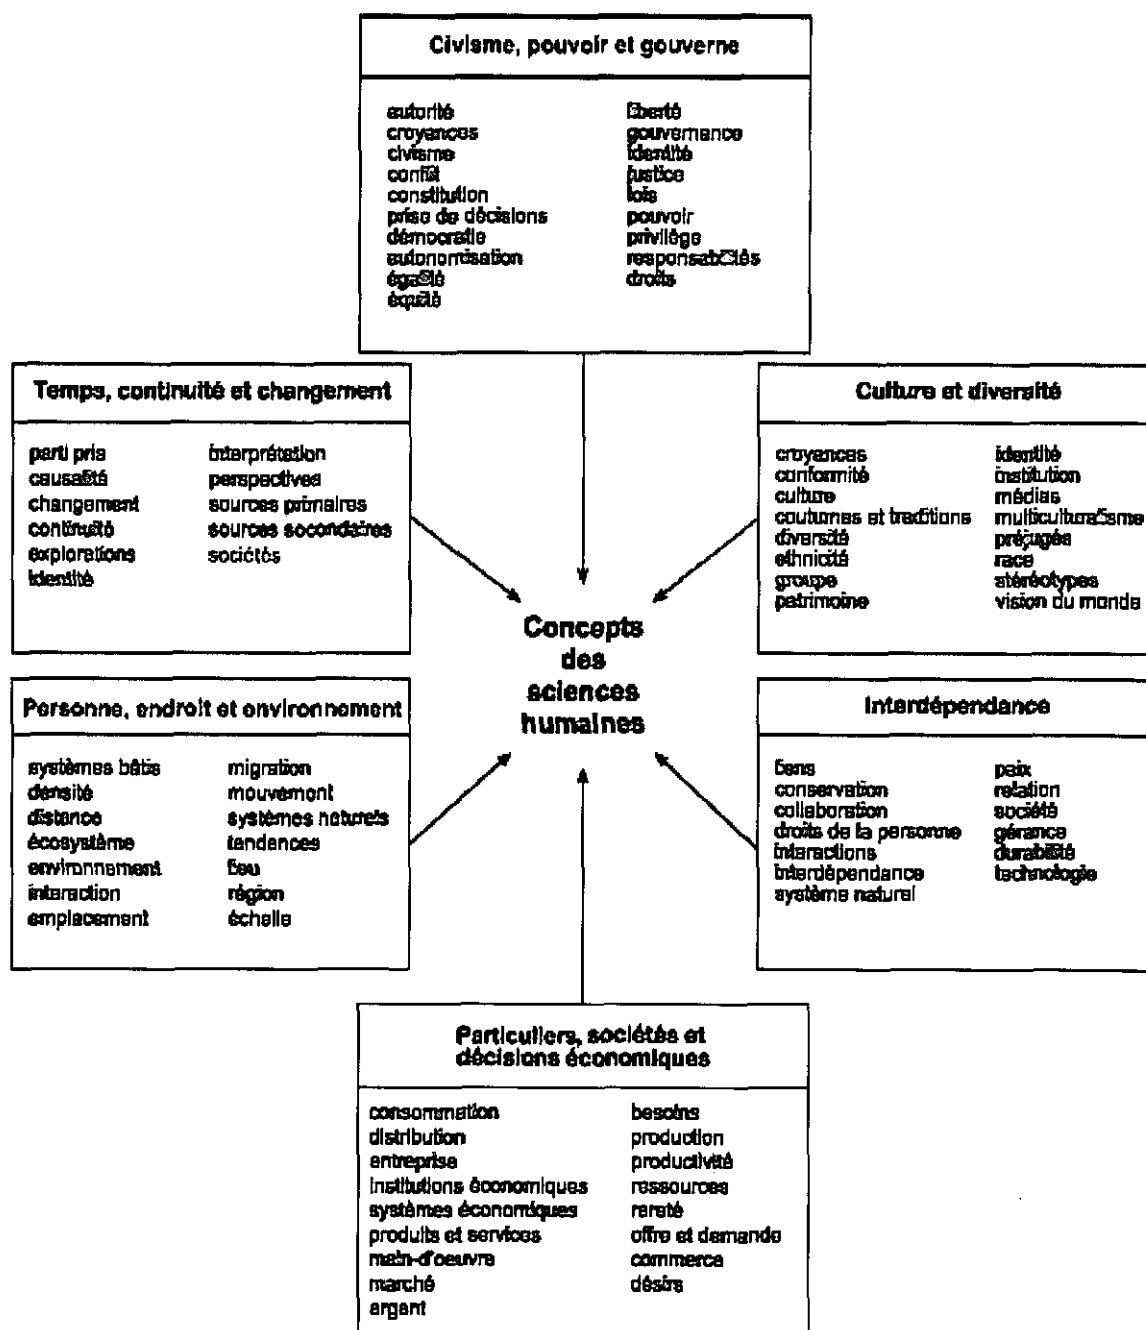 Civisme, pouvoir et gouverne
autorité
croyances
civisme
conflit
constitution
prise de décisions
démocratie
autonomisation
égalité
équité
liberté
gouvernance
identité
justice
lois
pouvoir
privilège
responsabilités
droits
Temps, continuité et changement
parti pris
causalité
changement
continuité
explorations
identité
interprétation
perspectives
sources primaires
sources socondaires
sociétés
Culture et diversité
croyances
conformité
culture
coutumes et traditions
diversité
ethnicité
groupe
patrimoine
identité
institution
médias
multiculturalisme
préjugés
race
stéréotypes
vision du monde
Concepts
des
sciences
humaines
Personne, endroit et environnement
systèmes bâtis
densité
distance
écosystème
environnement
interaction
emplacement
migration
mouvement
systèmes naturels
tendances
lieu
région
échelle
Interdépendance
liens
conservation
collaboration
droits de la personne
interactions
interdépendance
système naturel
paix
relation
société
gérance
durabilité
technologie
Particuliers, sociétés et
décisions économiques
consommation
distribution
entreprise
institutions économiques
systèmes économiques
produits et services
main-d'oeuvre
marché
argent
besoins
production
productivité
ressources
rareté
offre et demande
commerce
désirs